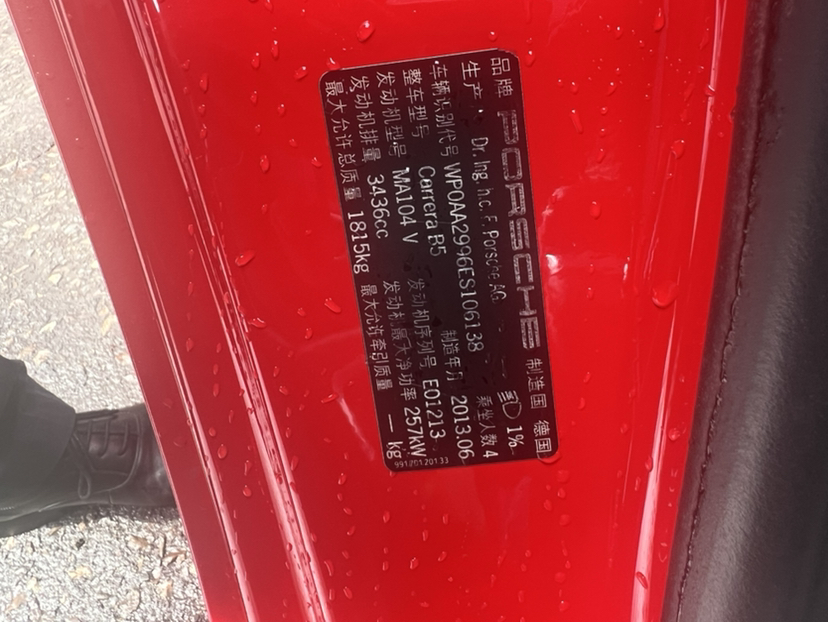 品牌 PORSCHE 制造国 德国
生产 Dr. Ing. h.c. F. Porsche AG 1%
车辆识别代号 WP0AA2996ES106138 乘坐人数 4
整车型号 Carrera B5 制造年月 2013.06
发动机型号 MA104 V 发动机序列号 E01213
发动机排量 3436cc 发动机最大净功率 257kW
最大允许总质量 1815kg 最大允许牵引质量 — kg
99120120133